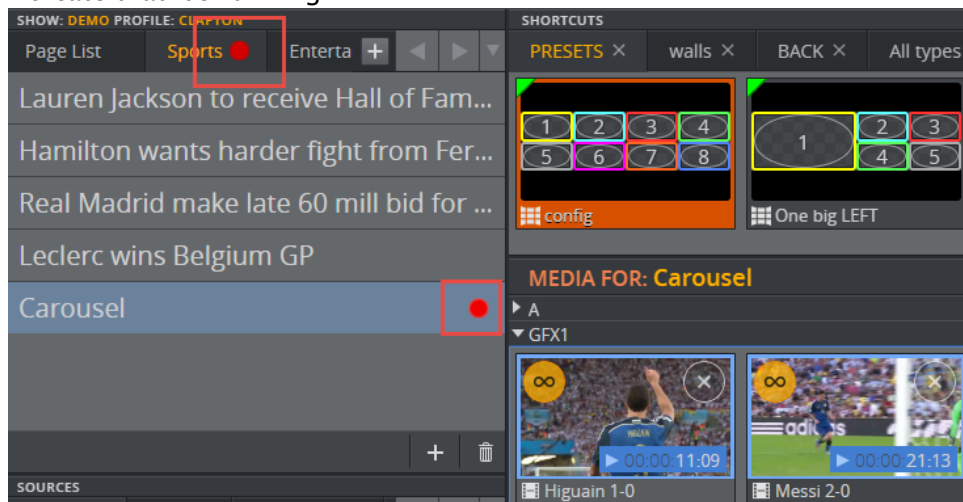 SHOW: DEMO PROFILE: CLAPTON
Page List Sports Enterta +
Lauren Jackson to receive Hall of Fam...
Hamilton wants harder fight from Fer...
Real Madrid make late 60 mill bid for ...
Leclerc wins Belgium GP
Carousel
+
SOURCES
SHORTCUTS
PRESETS × walls × BACK × All types
1 2 3 4
5 6 7 8
config
1 2 3
4 5
One big LEFT
MEDIA FOR: Carousel
A
GFX1
00:00:11:09
Higuain 1-0
adidas
00:00:21:13
Messi 2-0